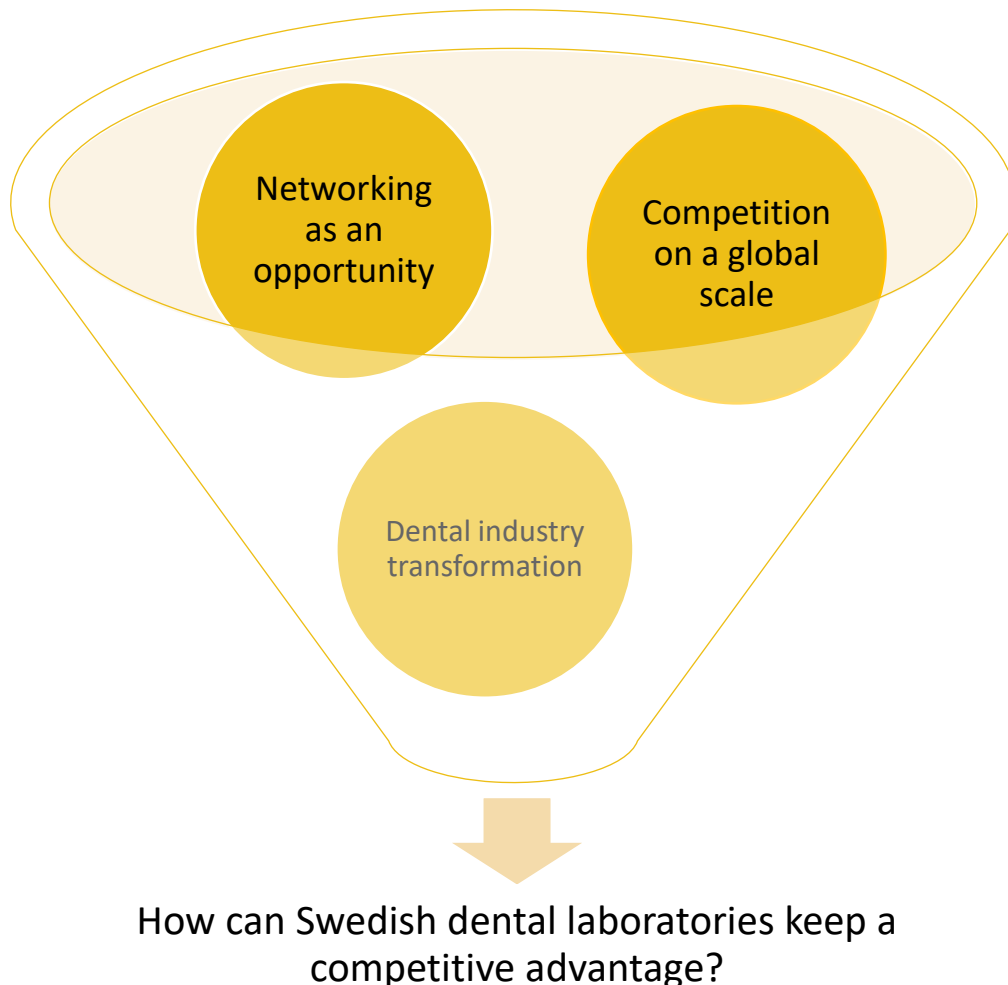 Networking
as an
opportunity
Competition
on a global
scale
Dental industry
transformation
How can Swedish dental laboratories keep a
competitive advantage?